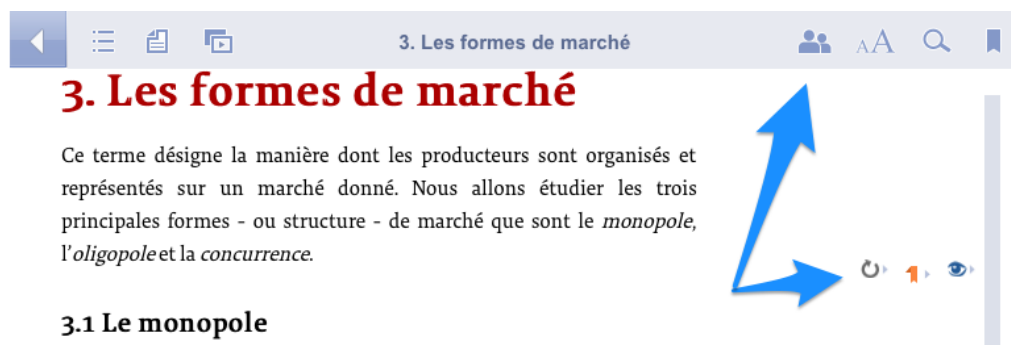 3. Les formes de marché
AA
3. Les formes de marché
Ce terme désigne la manière dont les producteurs sont organisés et
représentés sur un marché donné. Nous allons étudier les trois
principales formes - ou structure - de marché que sont le monopole,
l'oligopole et la concurrence.
3.1 Le monopole